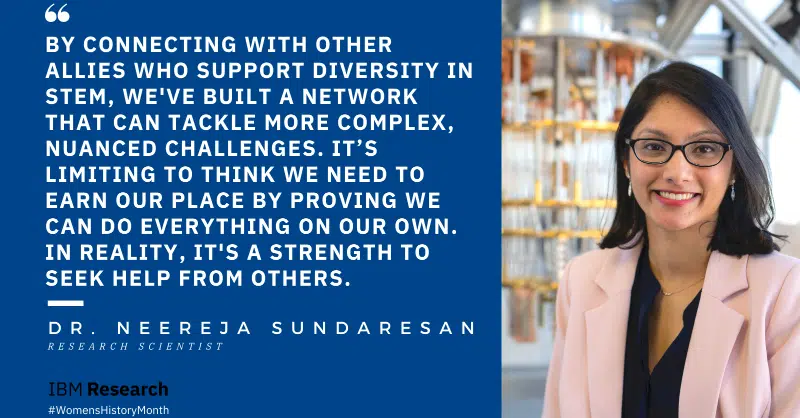 “
BY CONNECTING WITH OTHER
ALLIES WHO SUPPORT DIVERSITY IN
STEM, WE'VE BUILT A NETWORK
THAT CAN TACKLE MORE COMPLEX,
NUANCED CHALLENGES. IT’S
LIMITING TO THINK WE NEED TO
EARN OUR PLACE BY PROVING WE
CAN DO EVERYTHING ON OUR OWN.
IN REALITY, IT'S A STRENGTH TO
SEEK HELP FROM OTHERS.
DR. NEEREJA SUNDARESAN
RESEARCH SCIENTIST
IBM Research
#WomensHistoryMonth